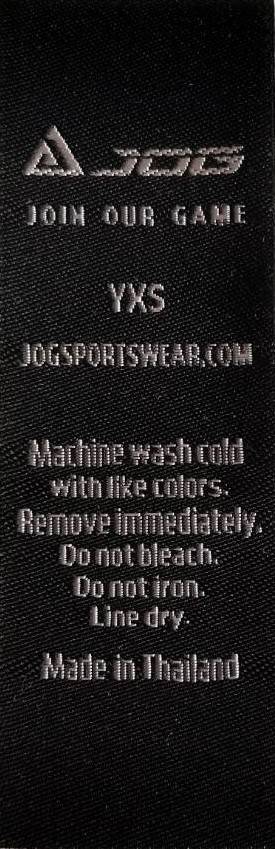 JOG
JOIN OUR GAME
YXS
JOGSPORTSWEAR.COM
Machine wash cold
with like colors.
Remove immediately.
Do not bleach.
Do not iron.
Line dry.
Made in Thailand